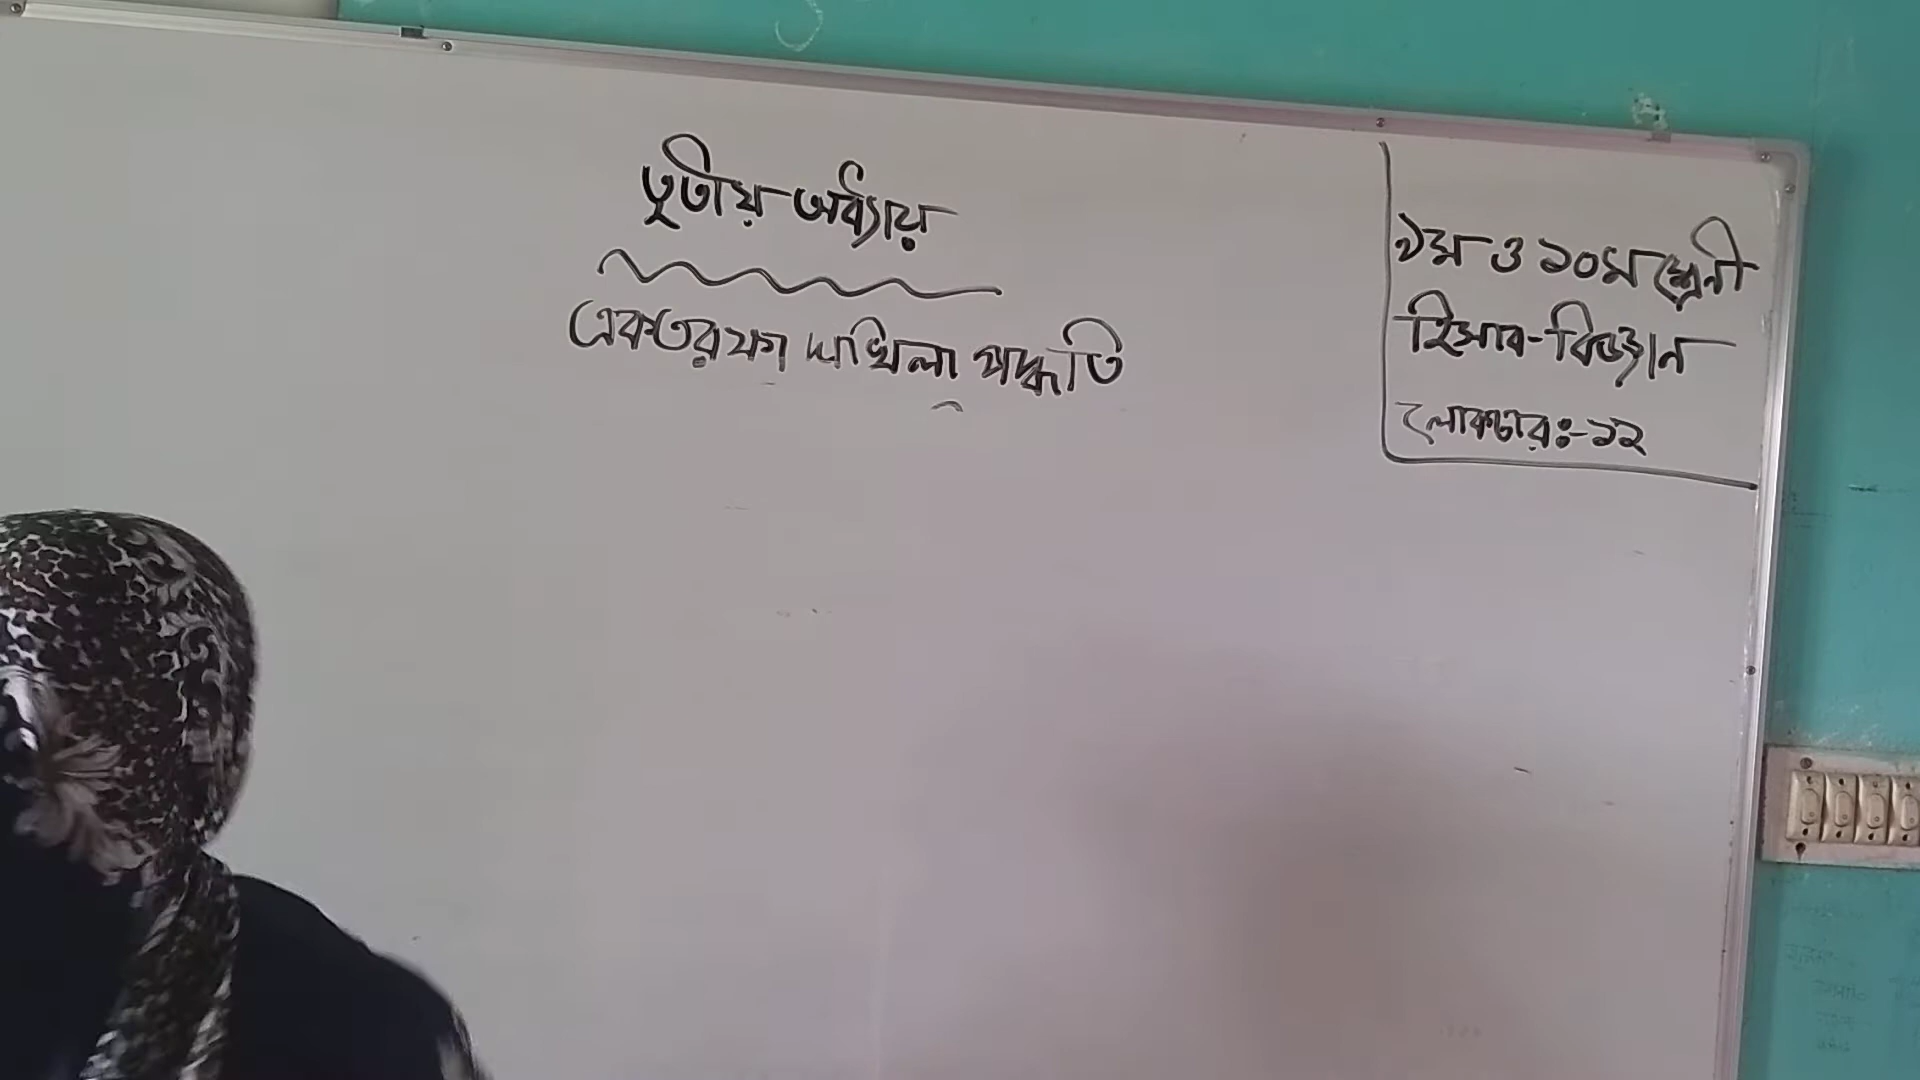 তৃতীয় অধ্যায়
একতরফা দাখিলা পদ্ধতি
৯ম ও ১০ম শ্রেনী
হিসাব-বিজ্ঞান
লেকচারঃ-১২